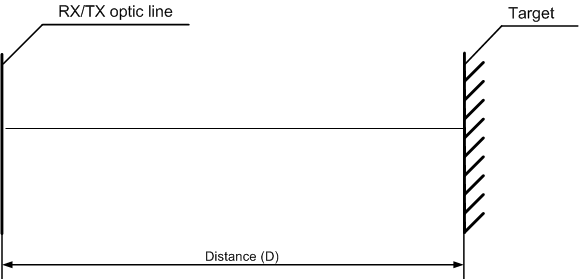 RX/TX optic line
Target
Distance (D)